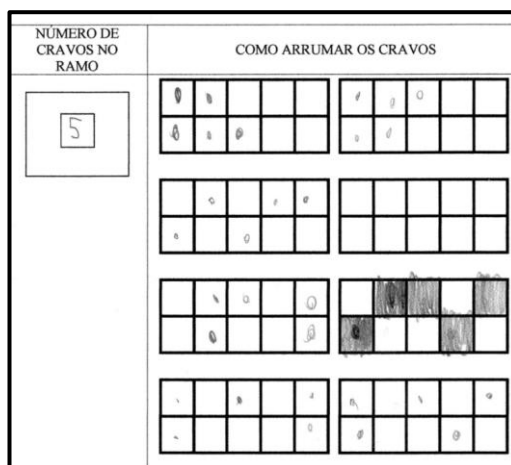 NÚMERO DE
CRAVOS NO
RAMO
COMO ARRUMAR OS CRAVOS
5